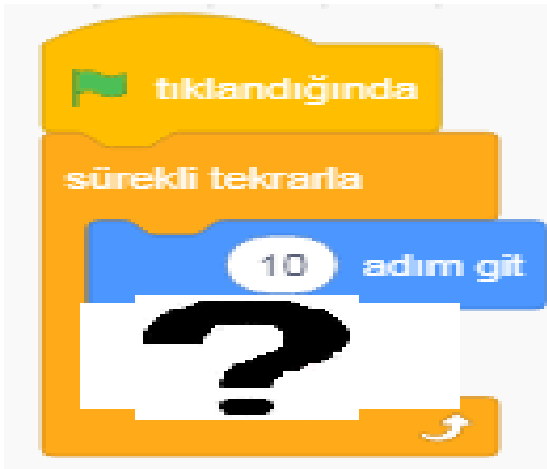 tıklandığında
sürekli tekrarla
10 adım git
?